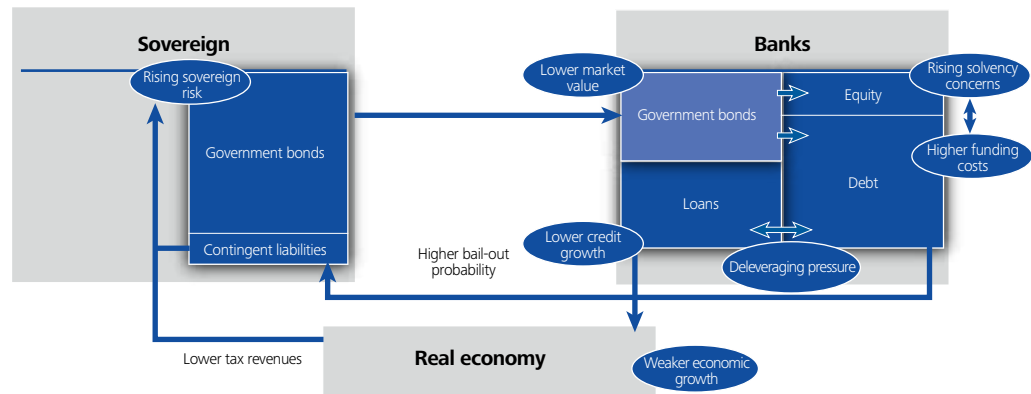 Sovereign
Rising sovereign
risk
Government bonds
Contingent liabilities
Banks
Lower market
value
Government bonds
Equity
Rising solvency
concerns
Higher funding
costs
Debt
Loans
Lower credit
growth
Deleveraging pressure
Higher bail-out
probability
Lower tax revenues
Real economy
Weaker economic
growth